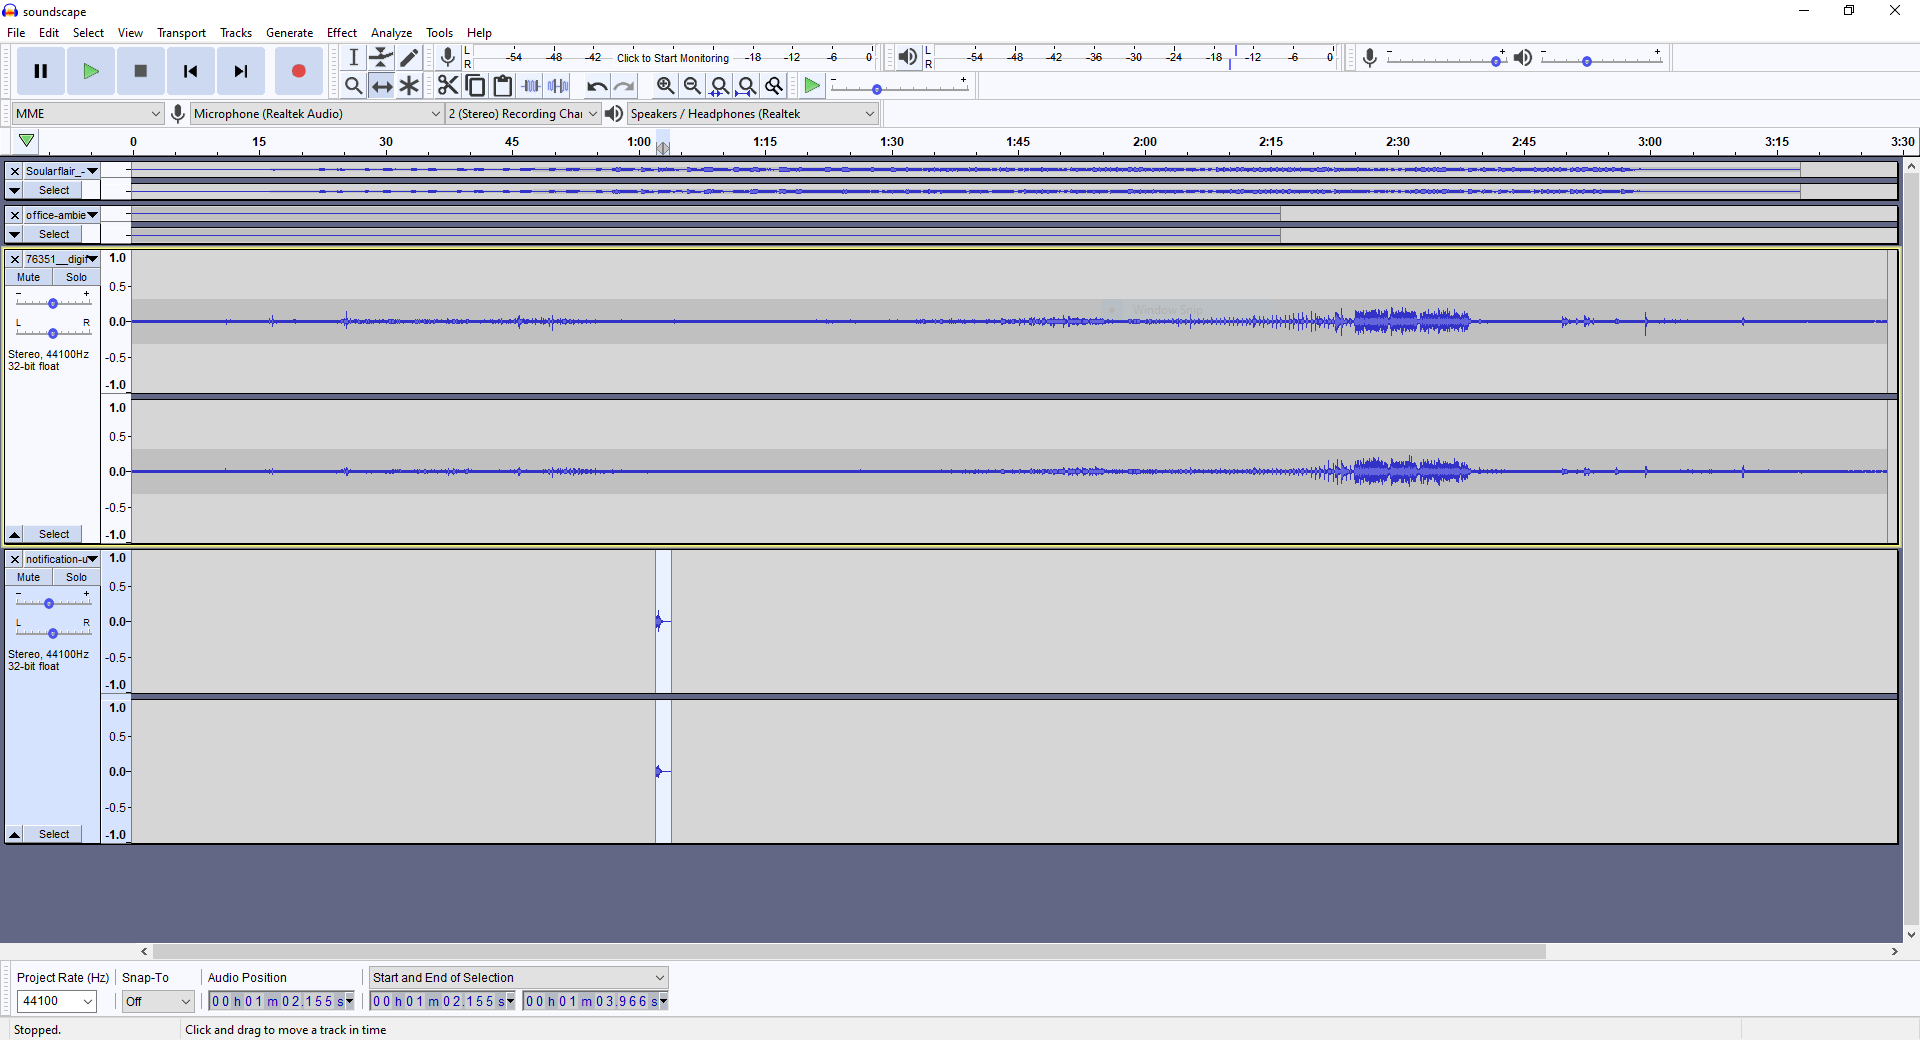 soundscape
File Edit Select View Transport Tracks Generate Effect Analyze Tools Help
L R -54 -48 -42 Click to Start Monitoring -18 -12 -6 0
L R -54 -48 -42 -36 -30 -24 -18 -12 -6 0
- +
- +
- +
MME Microphone (Realtek Audio) 2 (Stereo) Recording Chai Speakers / Headphones (Realtek
0 15 30 45 1:00 1:15 1:30 1:45 2:00 2:15 2:30 2:45 3:00 3:15 3:30
Soularflair_-
Select
office-ambie
Select
76351__digif
Mute Solo
- +
L R
Stereo, 44100Hz
32-bit float
Select
1.0
0.5
0.0
-0.5
-1.0
1.0
0.5
0.0
-0.5
-1.0
notification-u
Mute Solo
- +
L R
Stereo, 44100Hz
32-bit float
Select
1.0
0.5
0.0
-0.5
-1.0
1.0
0.5
0.0
-0.5
-1.0
Project Rate (Hz) Snap-To Audio Position Start and End of Selection
44100 Off 00 h 01 m 02.155 s 00 h 01 m 02.155 s 00 h 01 m 03.966 s
Stopped. Click and drag to move a track in time